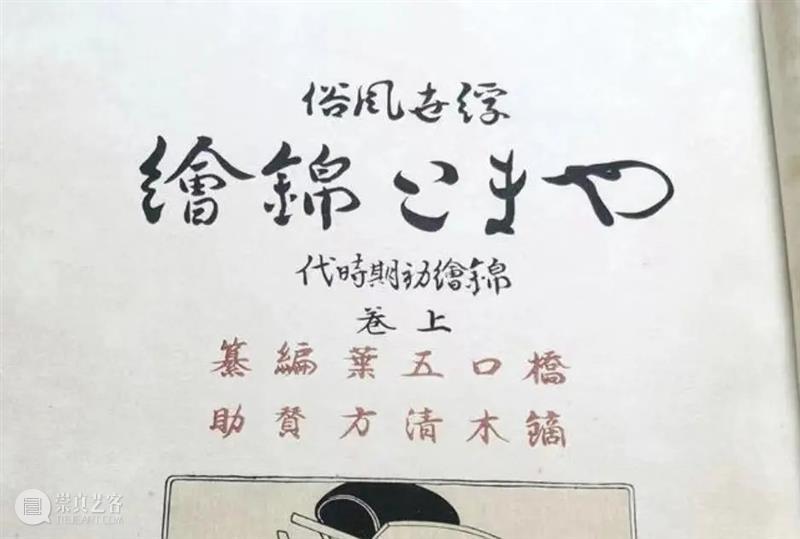 浮世風俗
やまと錦繪
錦繪初期時代
上卷
橋口五葉編纂
鏑木清方賛助
崇真艺客